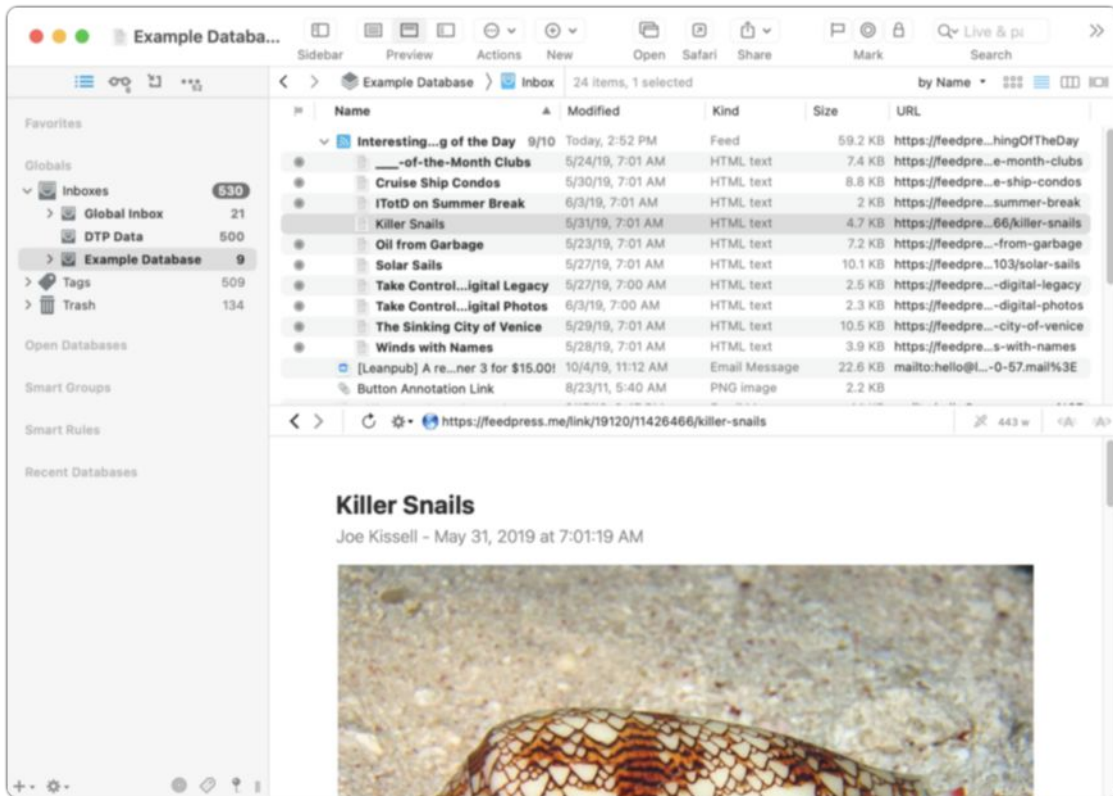 Example Databa...
Sidebar Preview Actions New Open Safari Share Mark Search
Example Database Inbox 24 items, 1 selected by Name
Favorites
Globals
Inboxes 530
Global Inbox 21
DTP Data 500
Example Database 9
Tags 509
Trash 134
Open Databases
Smart Groups
Smart Rules
Recent Databases
Name Modified Kind Size URL
Interesting...g of the Day 9/10 Today, 2:52 PM Feed 59.2 KB https://feedpre...hingOfTheDay
___-of-the-Month Clubs 5/24/19, 7:01 AM HTML text 7.4 KB https://feedpre...e-month-clubs
Cruise Ship Condos 5/30/19, 7:01 AM HTML text 8.8 KB https://feedpre...e-ship-condos
ITotD on Summer Break 6/3/19, 7:01 AM HTML text 2 KB https://feedpre...summer-break
Killer Snails 5/31/19, 7:01 AM HTML text 4.7 KB https://feedpre...66/killer-snails
Oil from Garbage 5/23/19, 7:01 AM HTML text 7.2 KB https://feedpre...-from-garbage
Solar Sails 5/27/19, 7:01 AM HTML text 10.1 KB https://feedpre...103/solar-sails
Take Control...igital Legacy 5/27/19, 7:00 AM HTML text 2.5 KB https://feedpre...-digital-legacy
Take Control...igital Photos 6/3/19, 7:00 AM HTML text 2.3 KB https://feedpre...-digital-photos
The Sinking City of Venice 5/29/19, 7:01 AM HTML text 10.5 KB https://feedpre...-city-of-venice
Winds with Names 5/28/19, 7:01 AM HTML text 3.9 KB https://feedpre...s-with-names
[Leanpub] A re...ner 3 for $15.00! 10/4/19, 11:12 AM Email Message 22.6 KB mailto:hello@l...-0-57.mail%3E
Button Annotation Link 8/23/11, 5:40 AM PNG image 2.2 KB
https://feedpress.me/link/19120/11426466/killer-snails 443 w
Killer Snails
Joe Kissell - May 31, 2019 at 7:01:19 AM